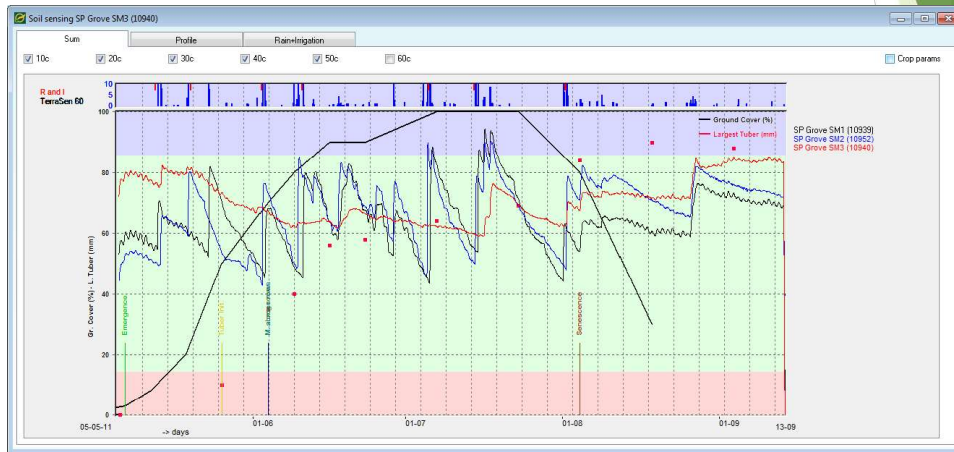 Soil sensing SP Grove SM3 (10940)
Sum Profile Rain+Irrigation
10c 20c 30c 40c 50c 60c Crop params
R and I
TerraSen 60
10
5
0
Ground Cover (%)
Largest Tuber (mm)
SP Grove SM1 (10939)
SP Grove SM2 (10952)
SP Grove SM3 (10940)
Gr. Cover (%) - L. Tuber (mm)
100
80
60
40
20
0
Emergence
Senescence
05-05-11 01-06 01-07 01-08 01-09 13-09
-> days